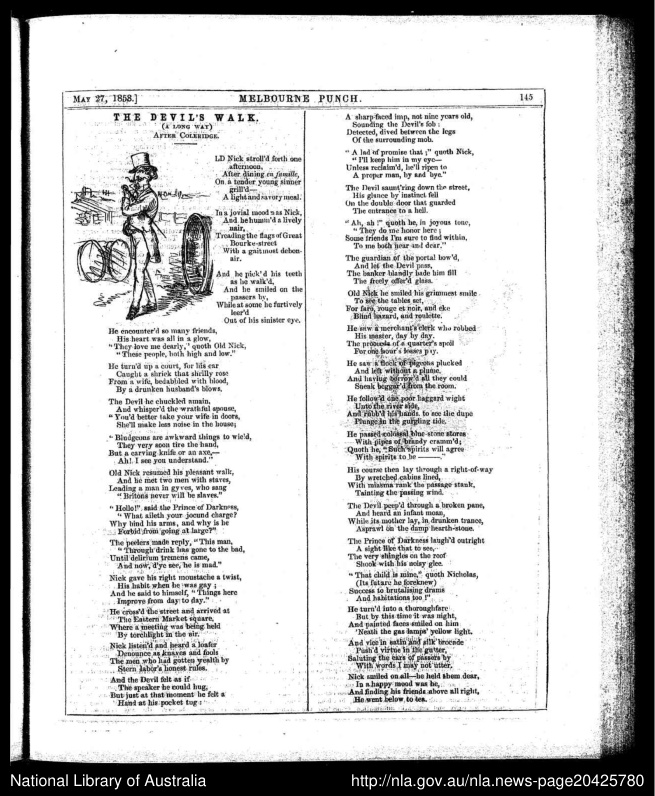 MAY 27, 1858.]
MELBOURNE PUNCH.
145
THE DEVIL'S WALK.
(A LONG WAY)
AFTER COLERIDGE.
LD Nick stroll'd forth one
afternoon,
After dining en famille,
On a tender young sinner
grill'd—
A light and savory meal.
In a jovial mood was Nick,
And he humm'd a lively
air,
Treading the flags of Great
Bourke-street
With a gait most debon-
air.
And he pick'd his teeth
as he walk'd,
And he smiled on the
passers by,
While at some he furtively
leer'd
Out of his sinister eye.
He encounter'd so many friends,
His heart was all in a glow,
"They love me dearly," quoth Old Nick,
"These people, both high and low."
He turn'd up a court, for his ear
Caught a shriek that shrilly rose
From a wife, bedabbled with blood,
By a drunken husband's blows.
The Devil he chuckled amain,
And whisper'd the wrathful spouse,
"You'd better take your wife in doors,
She'll make less noise in the house;
"Bludgeons are awkward things to wie'd,
They very soon tire the hand,
But a carving knife or an axe,—
Ah! I see you understand."
Old Nick resumed his pleasant walk,
And he met two men with staves,
Leading a man in gyves, who sang
"Britons never will be slaves."
"Hollo!" said the Prince of Darkness,
"What aileth your jocund charge?
Why bind his arms, and why is he
Forbid from going at large?"
The peelers made reply, "This man,
"Through drink has gone to the bad,
Until delirium tremens came,
And now, d'ye see, he is mad."
Nick gave his right moustache a twist,
His habit when he was gay;
And he said to himself, "Things here
Improve from day to day."
He cross'd the street and arrived at
The Eastern Market square,
Where a meeting was being held
By torchlight in the air.
Nick listen'd and heard a loafer
Denounce as knaves and fools
The men who had gotten wealth by
Stern labor's honest rules.
And the Devil felt as if
The speaker he could hug,
But just at that moment he felt a
Hand at his pocket tug:
A sharp-faced imp, not nine years old,
Sounding the Devil's fob:
Detected, dived between the legs
Of the surrounding mob.
"A lad of promise that;" quoth Nick,
"I'll keep him in my eye—
Unless reclaim'd, he'll ripen to
A proper man, by and bye."
The Devil saunt'ring down the street,
His glance by instinct fell
On the double door that guarded
The entrance to a hell.
"Ah, ah!" quoth he, in joyous tone,
"They do me honor here;
Some friends I'm sure to find within,
To me both near and dear."
The guardian of the portal bow'd,
And let the Devil pass,
The banker blandly bade him fill
The freely offer'd glass.
Old Nick he smiled his grimmest smile
To see the tables set,
For faro, rouge et noir, and eke
Blind hazard, and roulette.
He saw a merchant's clerk who robbed
His master, day by day.
The proceeds of a quarter's spoil
For one hour's losses pay.
He saw a flock of pigeons plucked
And left without a plume,
And having borrow'd all they could
Sneak beggar'd from the room.
He follow'd one poor haggard wight
Unto the river side,
And rubb'd his hands to see the dupe
Plunge in the gurgling tide.
He passed colossal blue-stone stores
With pipes of brandy cramm'd;
Quoth he, "Such spirits will agree
With spirits to be ———."
His course then lay through a right-of-way
By wretched cabins lined,
With miasma rank the passage stank,
Tainting the passing wind.
The Devil peep'd through a broken pane,
And heard an infant moan,
While its mother lay, in drunken trance,
Asprawl on the damp hearth-stone.
The Prince of Darkness laugh'd outright
A sight like that to see,
The very shingles on the roof
Shook with his noisy glee.
"That child is mine," quoth Nicholas,
(Its future he foreknew)
Success to brutalising drams
And habitations too!"
He turn'd into a thoroughfare
But by this time it was night,
And painted faces smiled on him
'Neath the gas lamps' yellow light.
And vice in satin and silk brocade
Push'd virtue in the gutter,
Saluting the ears of passers by
With words I may not utter.
Nick smiled on all—he held them dear,
In a happy mood was he,
And finding his friends above all right,
He went below to tea.
National Library of Australia
http://nla.gov.au/nla.news-page20425780